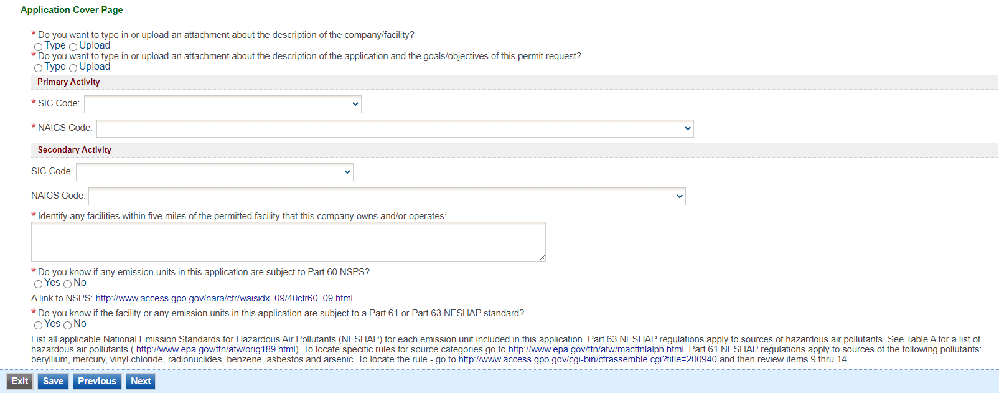 Application Cover Page
* Do you want to type in or upload an attachment about the description of the company/facility?
Type Upload
* Do you want to type in or upload an attachment about the description of the application and the goals/objectives of this permit request?
Type Upload
Primary Activity
* SIC Code:
* NAICS Code:
Secondary Activity
SIC Code:
NAICS Code:
* Identify any facilities within five miles of the permitted facility that this company owns and/or operates:
* Do you know if any emission units in this application are subject to Part 60 NSPS?
Yes No
A link to NSPS: http://www.access.gpo.gov/nara/cfr/waisidx_09/40cfr60_09.html.
* Do you know if the facility or any emission units in this application are subject to a Part 61 or Part 63 NESHAP standard?
Yes No
List all applicable National Emission Standards for Hazardous Air Pollutants (NESHAP) for each emission unit included in this application. Part 63 NESHAP regulations apply to sources of hazardous air pollutants. See Table A for a list of
hazardous air pollutants ( http://www.epa.gov/ttn/atw/orig189.html). To locate specific rules for source categories go to http://www.epa.gov/ttn/atw/mactfnlalph.html. Part 61 NESHAP regulations apply to sources of the following pollutants:
beryllium, mercury, vinyl chloride, radionuclides, benzene, asbestos and arsenic. To locate the rule - go to http://www.access.gpo.gov/cgi-bin/cfrassemble.cgi?title=200940 and then review items 9 thru 14.
Exit Save Previous Next